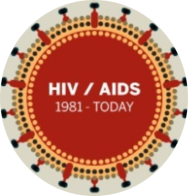 HIV / AIDS
1981 - TODAY